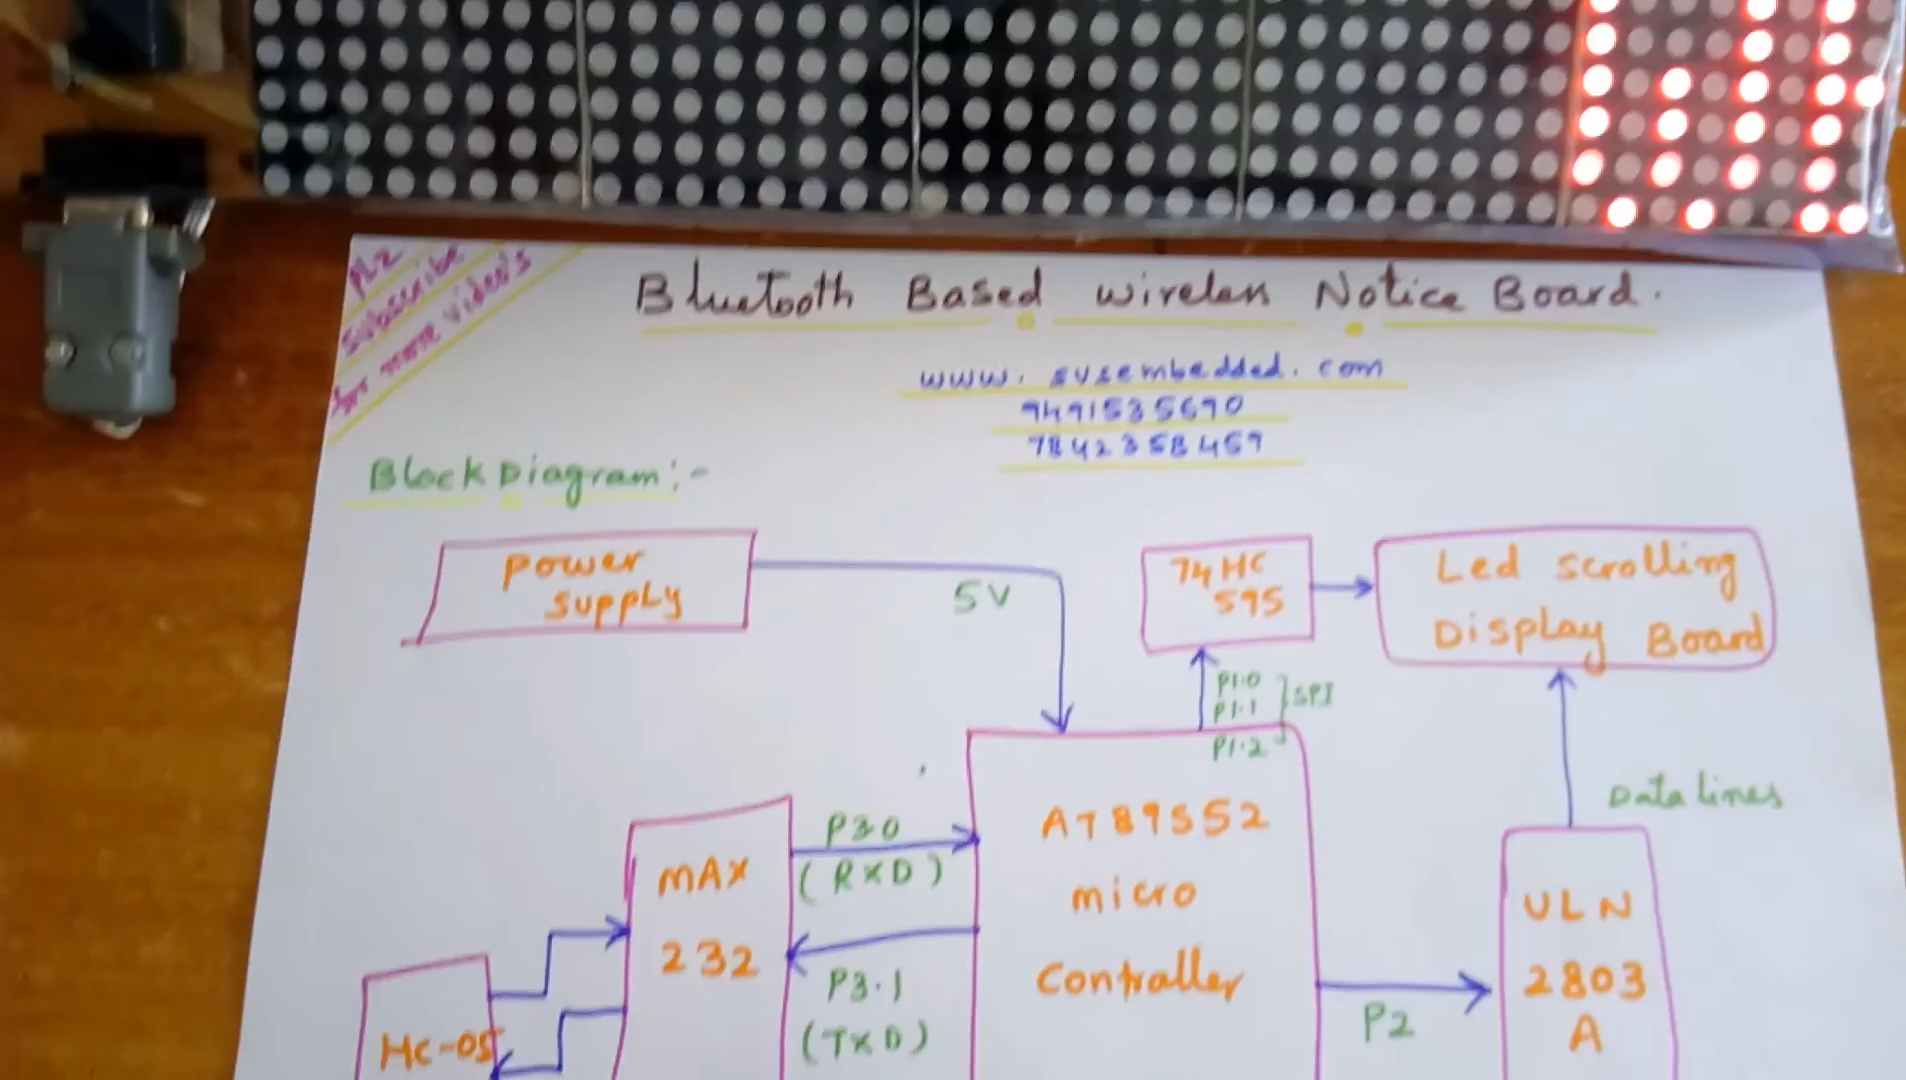 PLZ
subscribe
for more video's
Bluetooth Based wireless Notice Board.
www.svsembedded.com
9491535690
7842358459
Block Diagram:-
power
supply
5V
74HC
595
Led scrolling
Display Board
P1.0
P1.1
P1.2
SPI
Data lines
AT89S52
micro
controller
P3.0
(RXD)
MAX
232
P3.1
(TXD)
P2
ULN
2803
A
HC-05